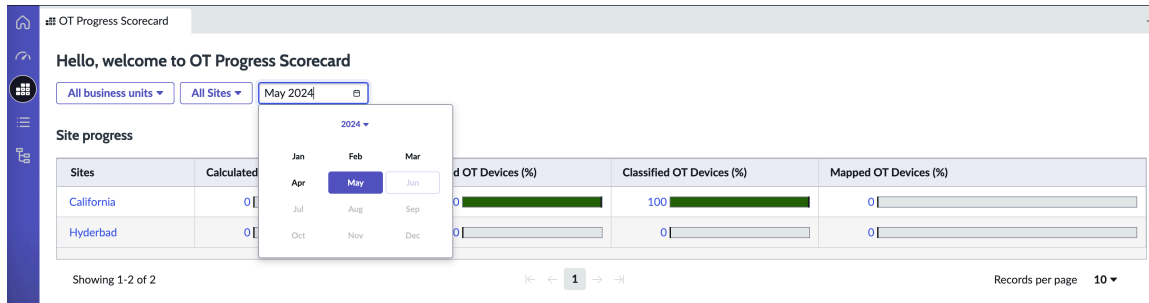 OT Progress Scorecard
Hello, welcome to OT Progress Scorecard
All business units All Sites May 2024
2024
Site progress
Jan Feb Mar
Sites Calculated d OT Devices (%) Classified OT Devices (%) Mapped OT Devices (%)
Apr May Jun
California 0 0 100 0
Jul Aug Sep
Hyderbad 0 0 0 0
Oct Nov Dec
Showing 1-2 of 2 1 Records per page 10